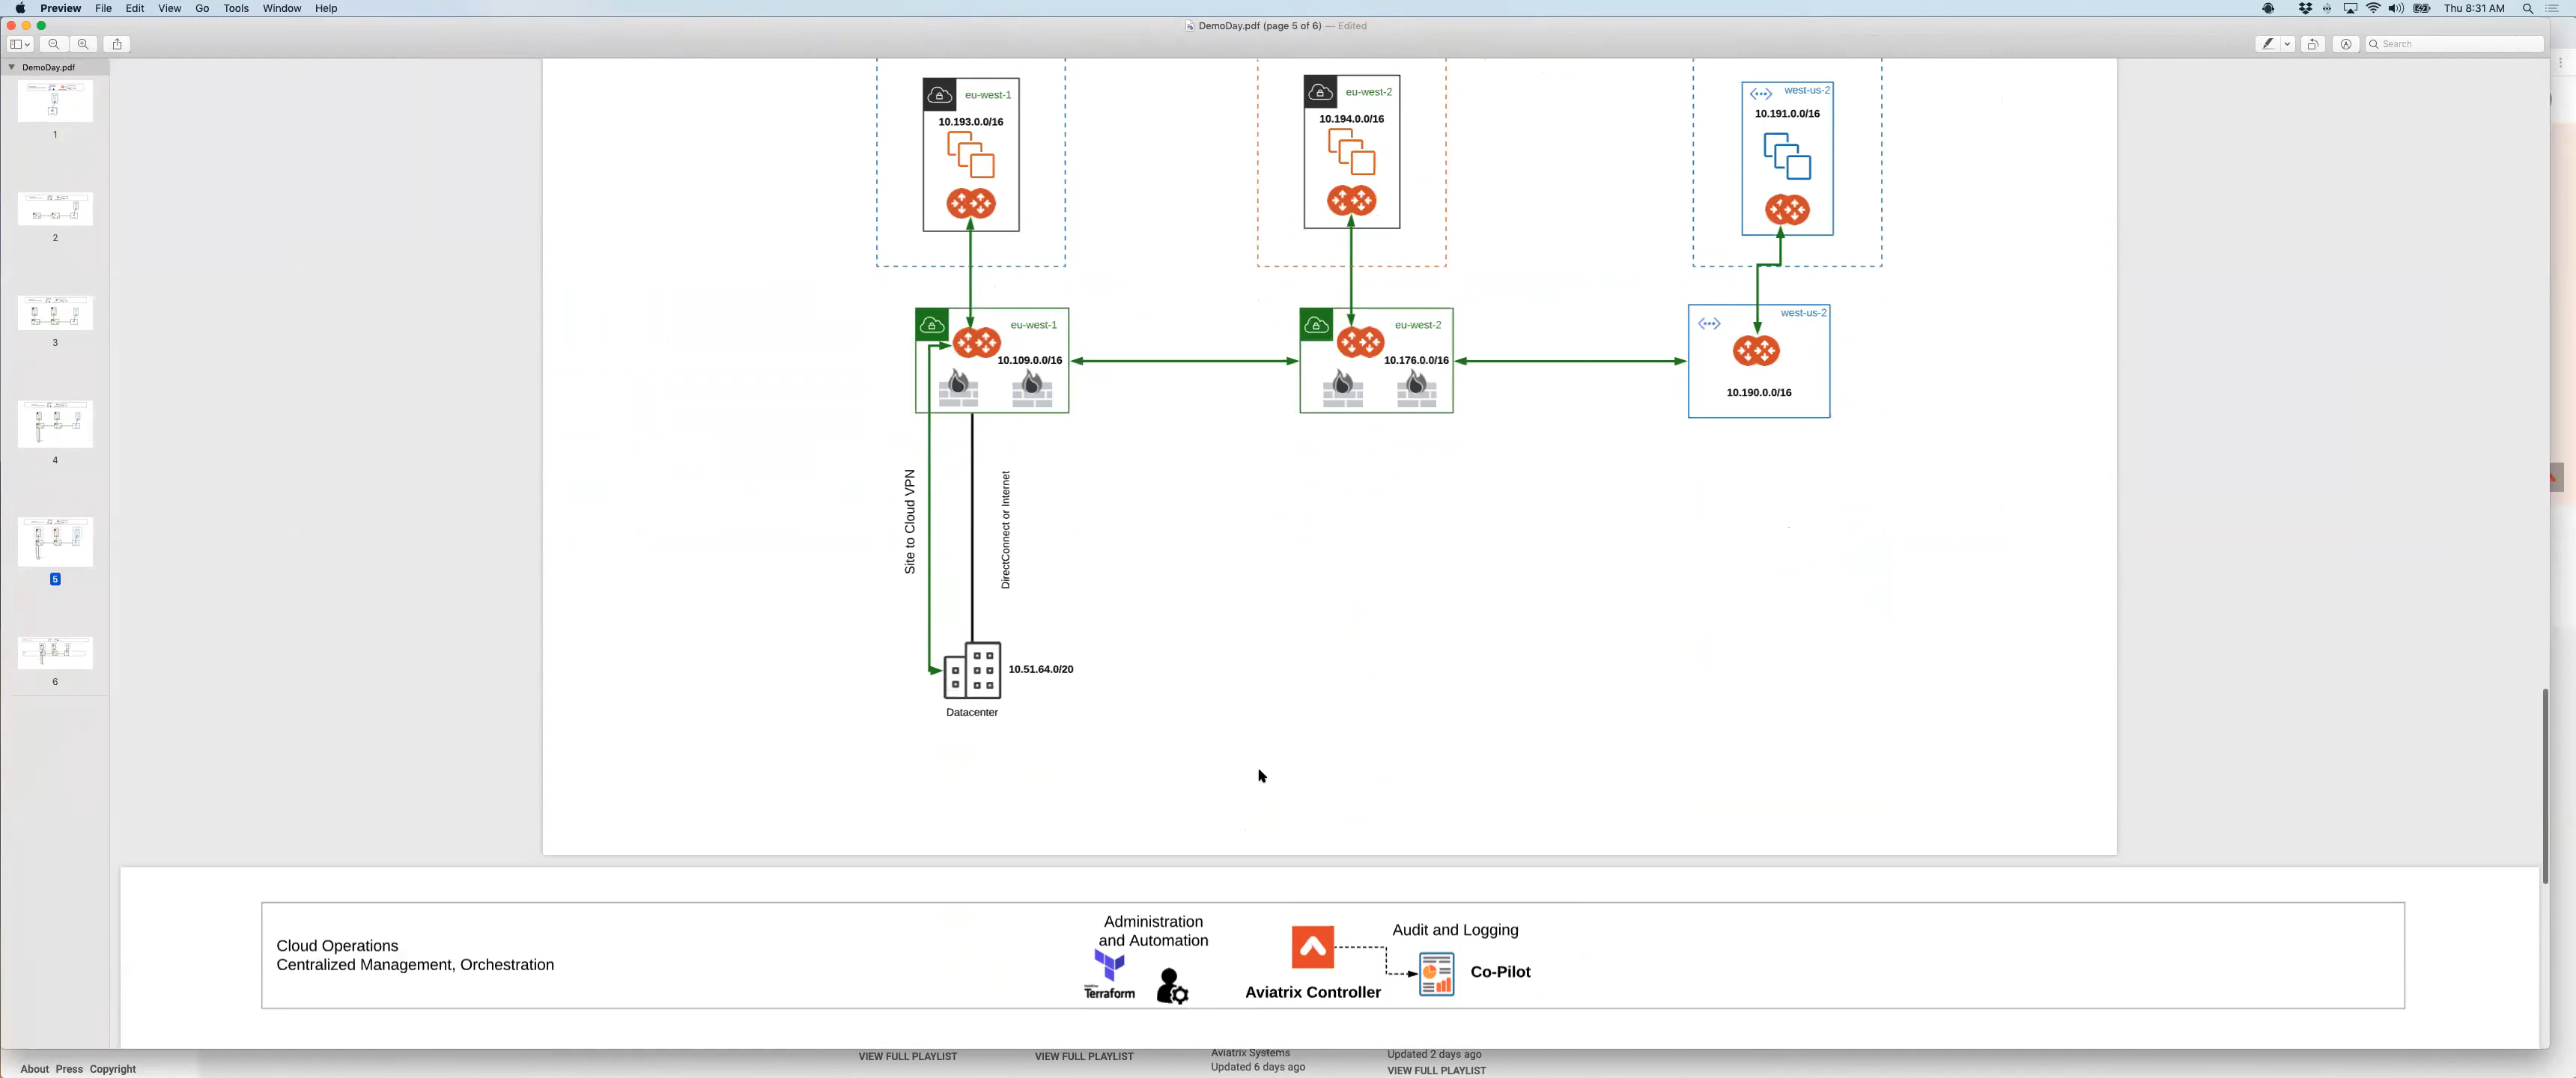 Preview File Edit View Go Tools Window Help
Thu 8:31 AM
DemoDay.pdf (page 5 of 6) — Edited
Search
DemoDay.pdf
1
2
3
4
5
6
eu-west-1
10.193.0.0/16
eu-west-2
10.194.0.0/16
west-us-2
10.191.0.0/16
eu-west-1
10.109.0.0/16
eu-west-2
10.176.0.0/16
west-us-2
10.190.0.0/16
Site to Cloud VPN
DirectConnect or Internet
10.51.64.0/20
Datacenter
Cloud Operations
Centralized Management, Orchestration
Administration
and Automation
Terraform
Aviatrix Controller
Audit and Logging
Co-Pilot
VIEW FULL PLAYLIST
VIEW FULL PLAYLIST
Aviatrix Systems
Updated 6 days ago
Updated 2 days ago
VIEW FULL PLAYLIST
About Press Copyright